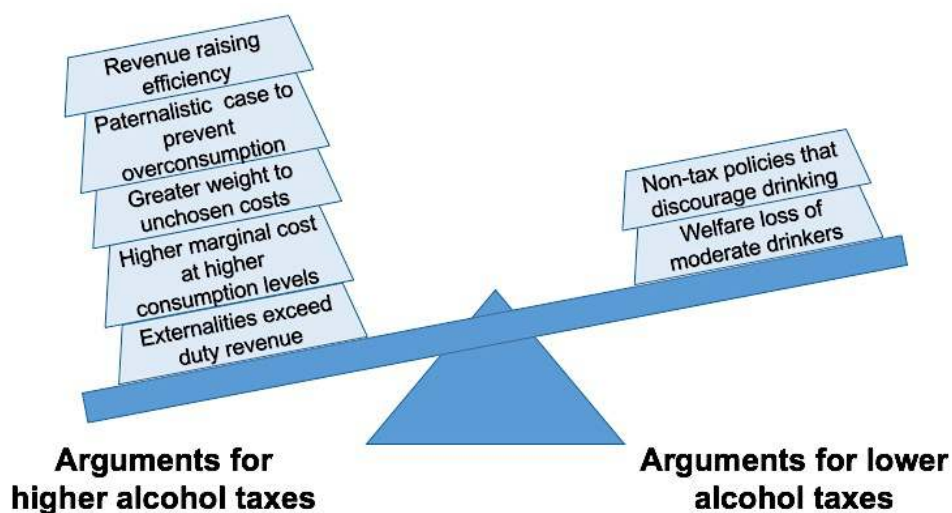 Revenue raising
efficiency
Paternalistic case to
prevent
overconsumption
Greater weight to
unchosen costs
Higher marginal cost
at higher
consumption levels
Externalities exceed
duty revenue
Non-tax policies that
discourage drinking
Welfare loss of
moderate drinkers
Arguments for
higher alcohol taxes
Arguments for lower
alcohol taxes